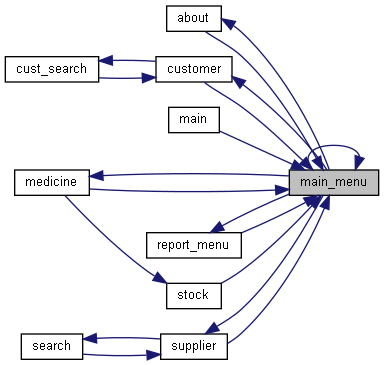 about
cust_search
customer
main
medicine
main_menu
report_menu
stock
search
supplier